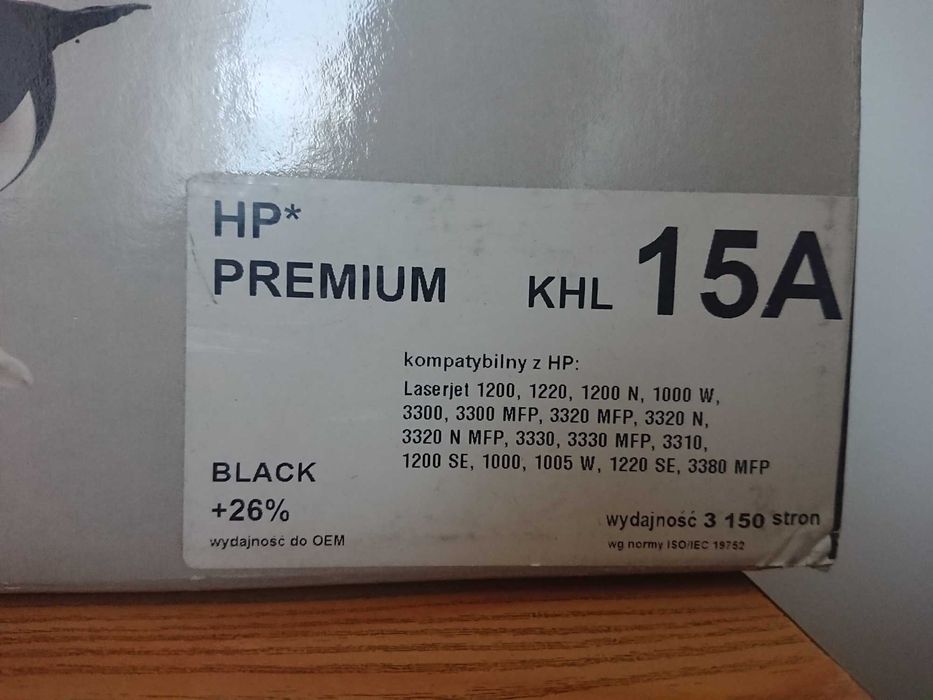 HP*
PREMIUM KHL 15A
kompatybilny z HP:
Laserjet 1200, 1220, 1200 N, 1000 W,
3300, 3300 MFP, 3320 MFP, 3320 N,
3320 N MFP, 3330, 3330 MFP, 3310,
1200 SE, 1000, 1005 W, 1220 SE, 3380 MFP
BLACK
+26%
wydajność do OEM
wydajność 3 150 stron
wg normy ISO/IEC 19752